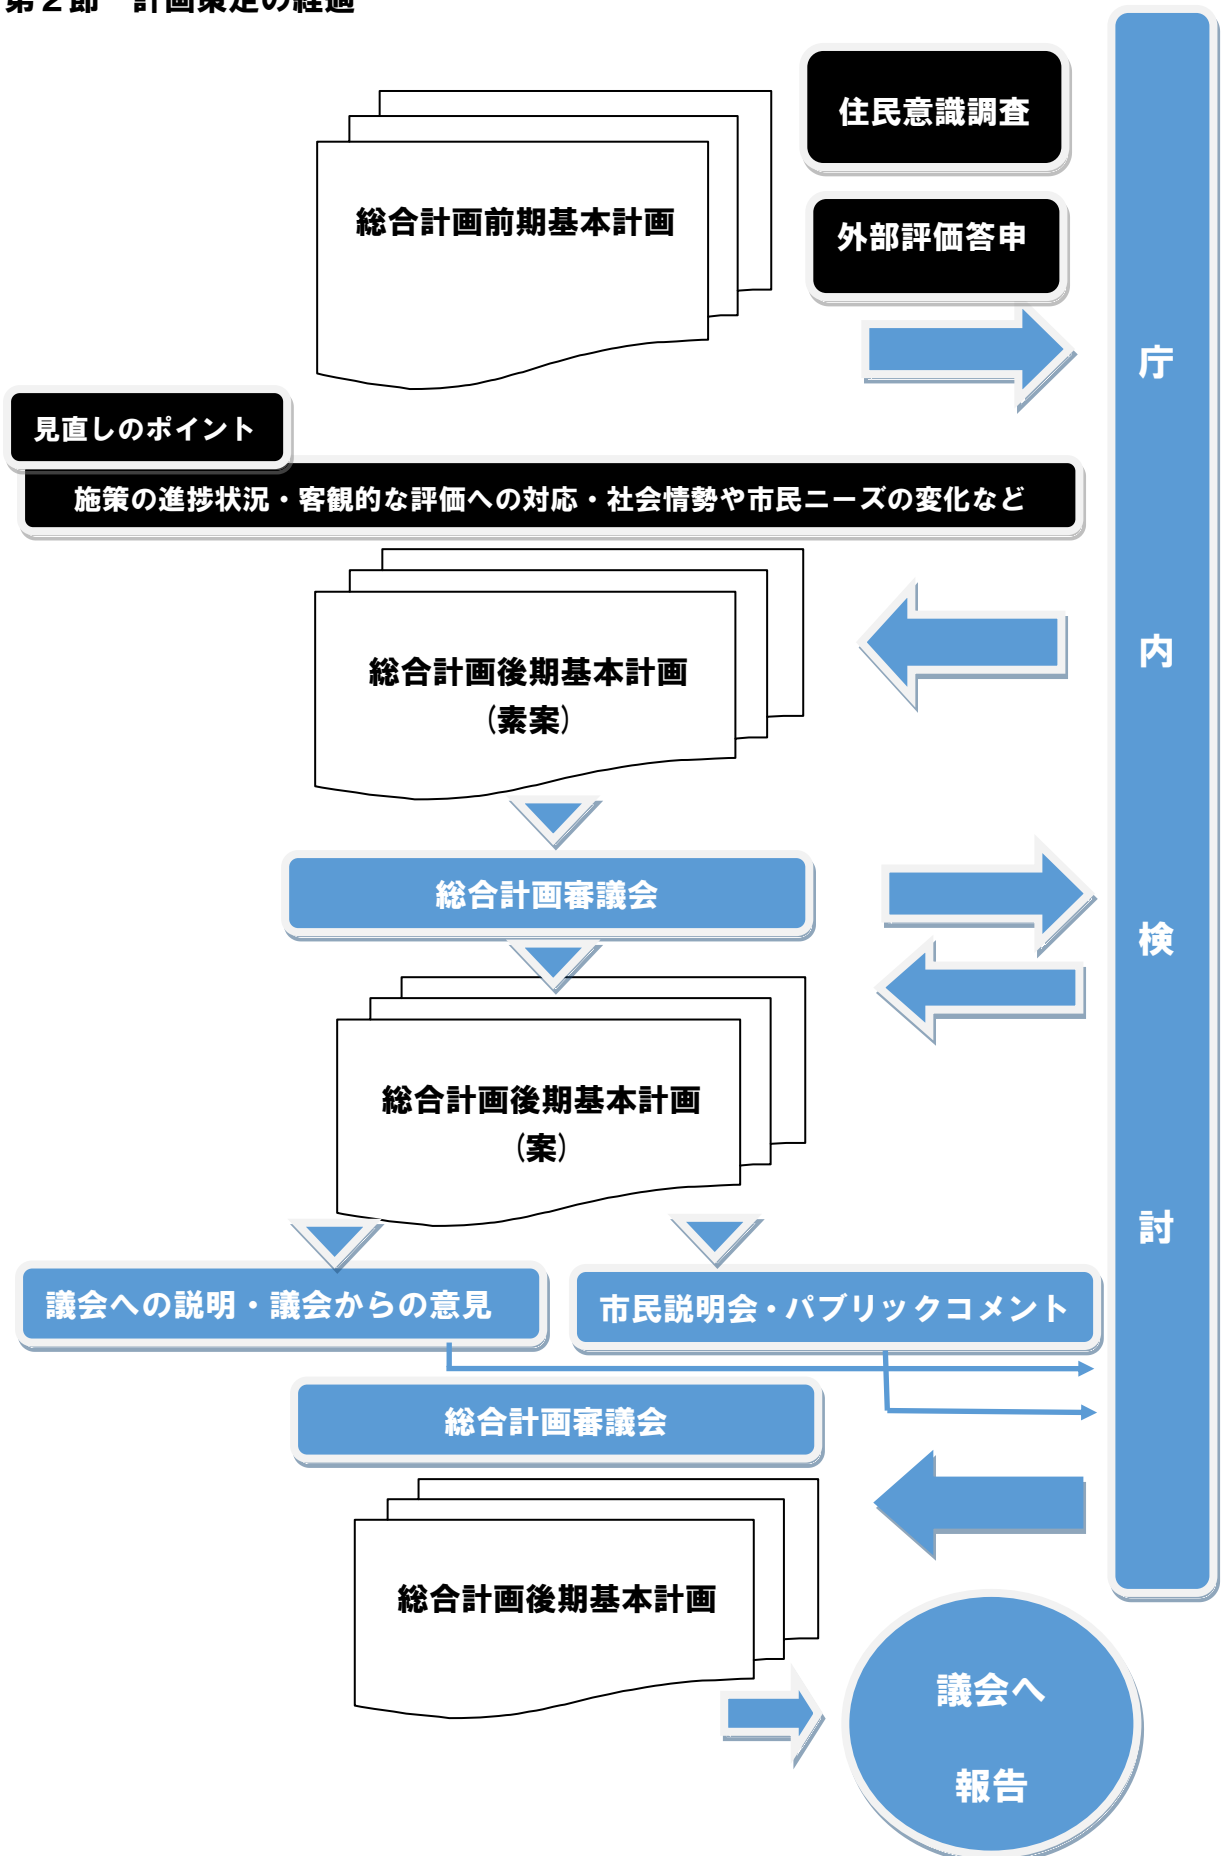 第２節　計画策定の経過
住民意識調査
総合計画前期基本計画
外部評価答申
見直しのポイント
施策の進捗状況・客観的な評価への対応・社会情勢や市民ニーズの変化など
総合計画後期基本計画
（素案）
総合計画審議会
総合計画後期基本計画
（案）
議会への説明・議会からの意見
市民説明会・パブリックコメント
総合計画審議会
総合計画後期基本計画
議会へ
報告
庁
内
検
討